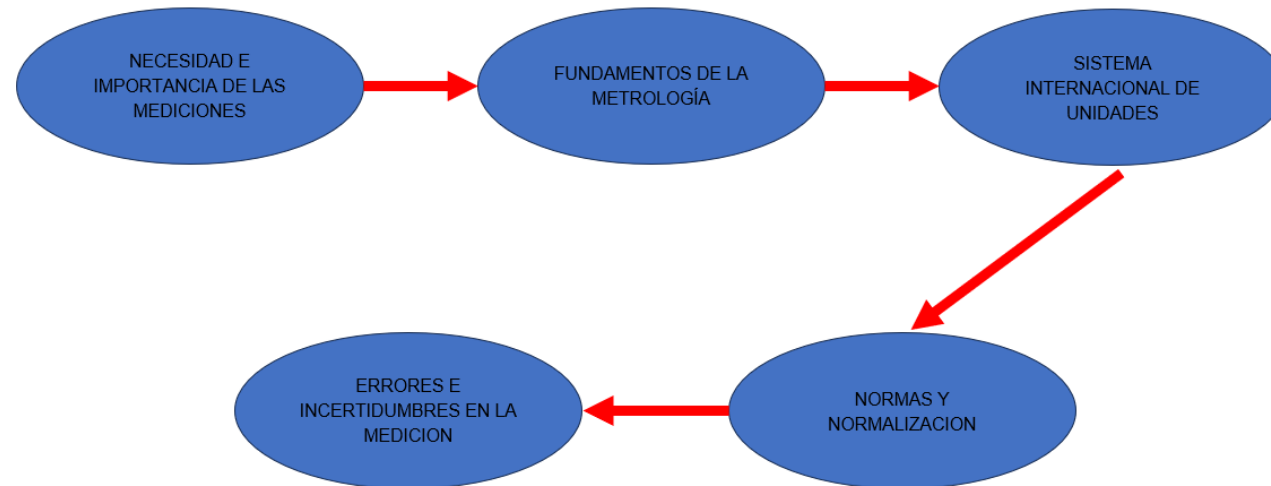 NECESIDAD E
IMPORTANCIA DE LAS
MEDICIONES
FUNDAMENTOS DE LA
METROLOGÍA
SISTEMA
INTERNACIONAL DE
UNIDADES
ERRORES E
INCERTIDUMBRES EN LA
MEDICION
NORMAS Y
NORMALIZACION